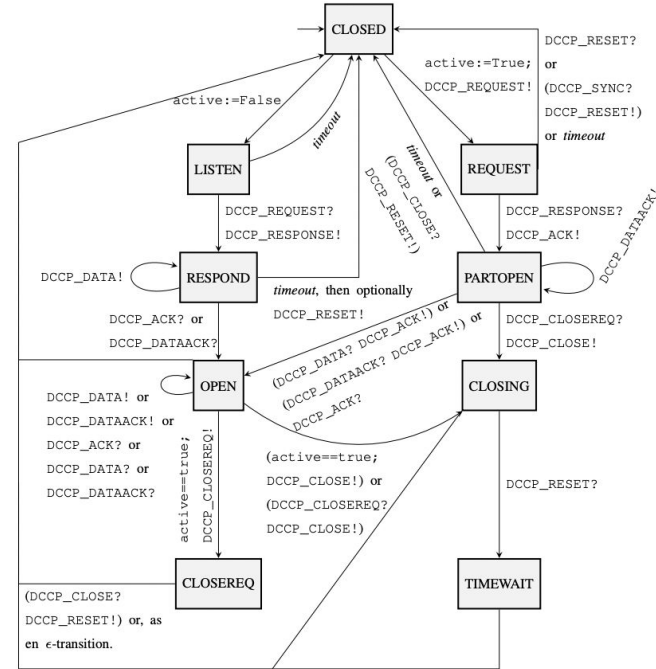 CLOSED
active:=False
timeout
timeout or
(DCCP_CLOSE?
DCCP_RESET!)
active:=True;
DCCP_REQUEST!
DCCP_RESET?
or
(DCCP_SYNC?
DCCP_RESET!)
or timeout
LISTEN
REQUEST
DCCP_REQUEST?
DCCP_RESPONSE!
DCCP_RESPONSE?
DCCP_ACK!
DCCP_DATAACK!
DCCP_DATA!
RESPOND
PARTOPEN
timeout, then optionally
DCCP_RESET!
DCCP_ACK? or
DCCP_DATAACK?
(DCCP_DATA? DCCP_ACK!) or
(DCCP_DATAACK? DCCP_ACK!) or
DCCP_ACK?
DCCP_CLOSEREQ?
DCCP_CLOSE!
OPEN
CLOSING
DCCP_DATA! or
DCCP_DATAACK! or
DCCP_ACK? or
DCCP_DATA? or
DCCP_DATAACK?
active==true;
DCCP_CLOSEREQ!
(active==true;
DCCP_CLOSE!) or
(DCCP_CLOSEREQ?
DCCP_CLOSE!)
DCCP_RESET?
CLOSEREQ
TIMEWAIT
(DCCP_CLOSE?
DCCP_RESET!) or, as
en ϵ-transition.